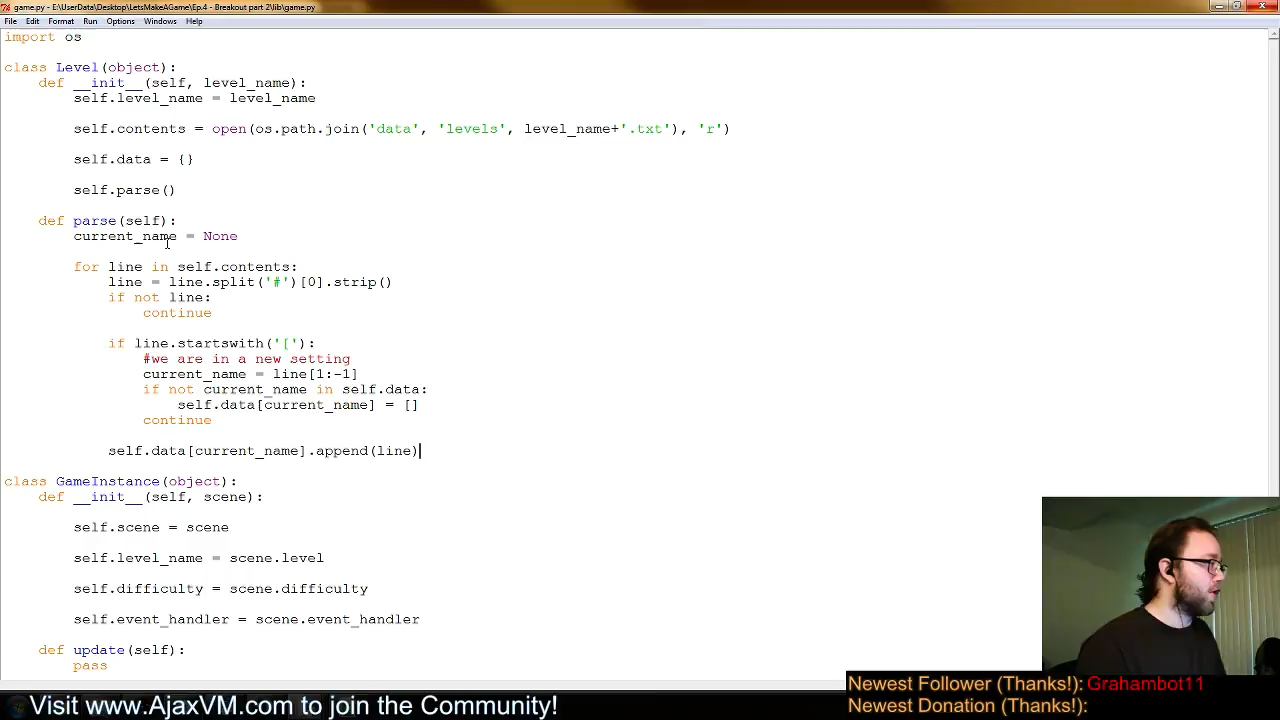 game.py - E:\UserData\Desktop\LetsMakeAGame\Ep.4 - Breakout part 2\lib\game.py
File Edit Format Run Options Windows Help
import os
class Level(object):
def __init__(self, level_name):
self.level_name = level_name
self.contents = open(os.path.join('data', 'levels', level_name+'.txt'), 'r')
self.data = {}
self.parse()
def parse(self):
current_name = None
for line in self.contents:
line = line.split('#')[0].strip()
if not line:
continue
if line.startswith('['):
#we are in a new setting
current_name = line[1:-1]
if not current_name in self.data:
self.data[current_name] = []
continue
self.data[current_name].append(line)
class GameInstance(object):
def __init__(self, scene):
self.scene = scene
self.level_name = scene.level
self.difficulty = scene.difficulty
self.event_handler = scene.event_handler
def update(self):
pass
Newest Follower (Thanks!): Grahambot11
Visit www.AjaxVM.com to join the Community!
Newest Donation (Thanks!):